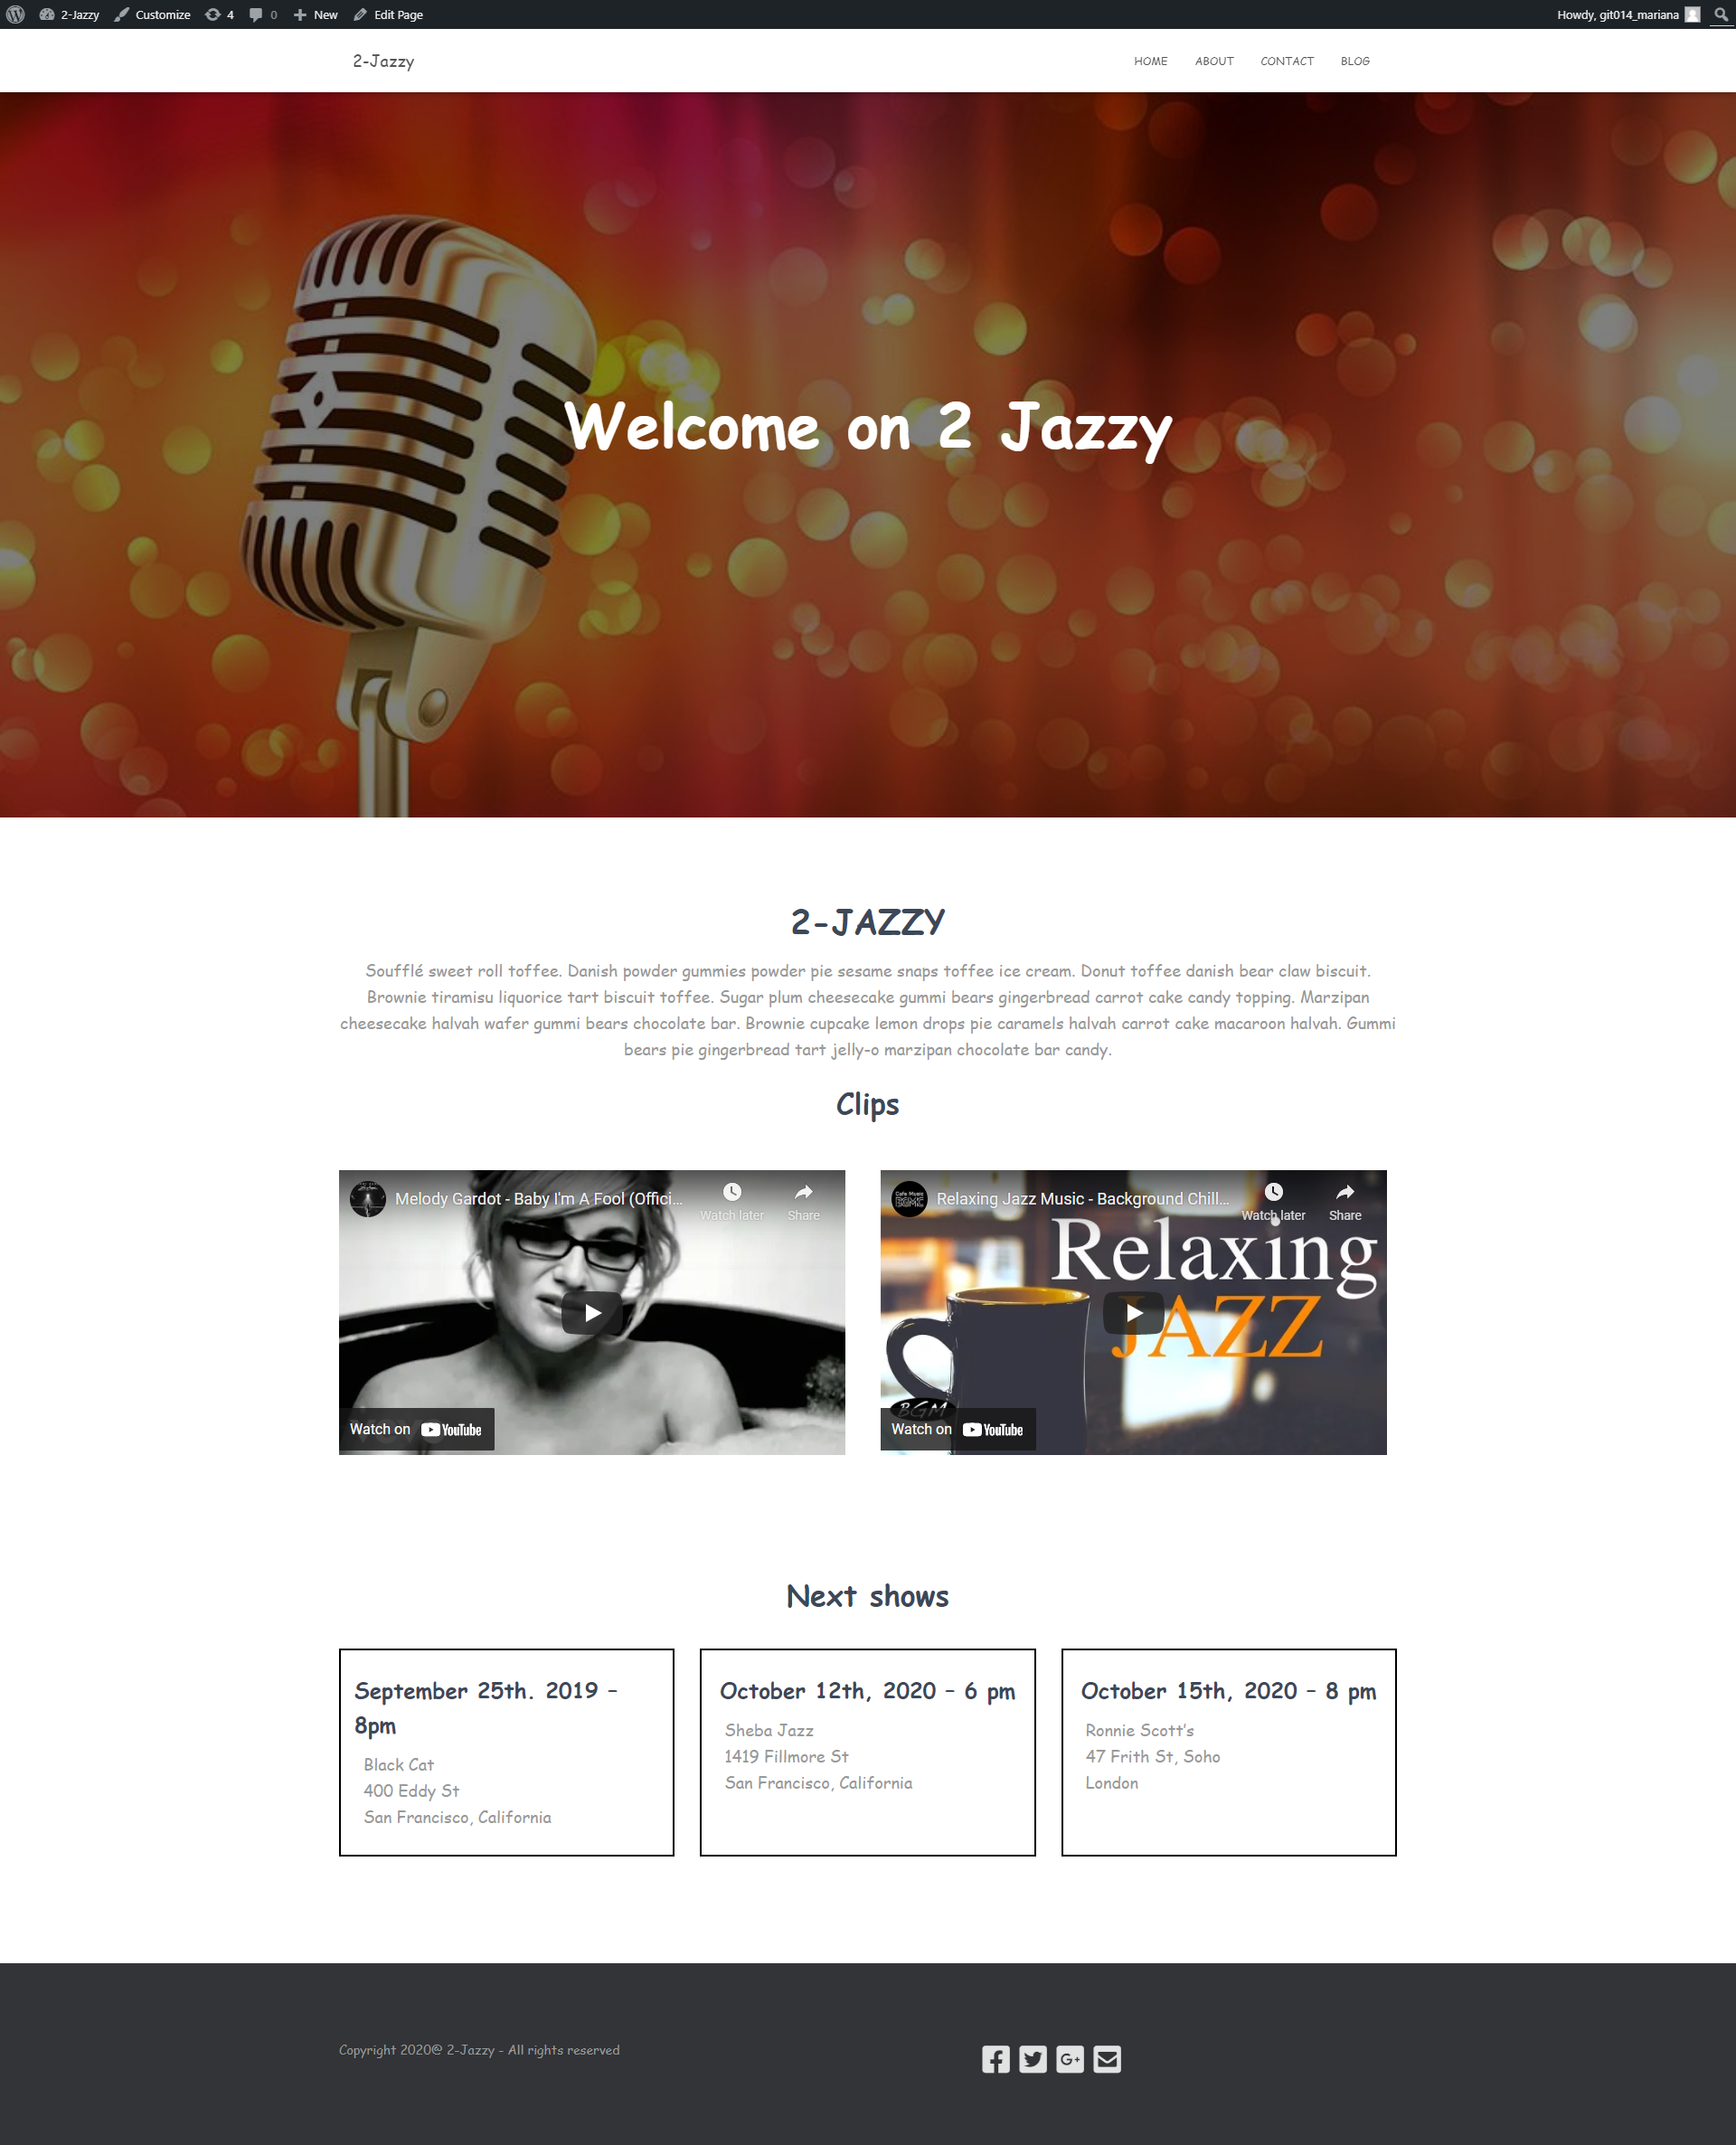 2-Jazzy
Customize
4
0
New
Edit Page
Howdy, git014_mariana
2-Jazzy
HOME
ABOUT
CONTACT
BLOG
Welcome on 2 Jazzy
2-JAZZY
Soufflé sweet roll toffee. Danish powder gummies powder pie sesame snaps toffee ice cream. Donut toffee danish bear claw biscuit.
Brownie tiramisu liquorice tart biscuit toffee. Sugar plum cheesecake gummi bears gingerbread carrot cake candy topping. Marzipan
cheesecake halvah wafer gummi bears chocolate bar. Brownie cupcake lemon drops pie caramels halvah carrot cake macaroon halvah. Gummi
bears pie gingerbread tart jelly-o marzipan chocolate bar candy.
Clips
Melody Gardot - Baby I'm A Fool (Offici...
Watch later
Share
Watch on YouTube
Cafe Music
BGM
Relaxing Jazz Music - Background Chill...
Watch later
Share
Relaxing
JAZZ
BGM
Watch on YouTube
Next shows
September 25th. 2019 –
8pm
Black Cat
400 Eddy St
San Francisco, California
October 12th, 2020 – 6 pm
Sheba Jazz
1419 Fillmore St
San Francisco, California
October 15th, 2020 – 8 pm
Ronnie Scott's
47 Frith St, Soho
London
Copyright 2020@ 2-Jazzy - All rights reserved
G+